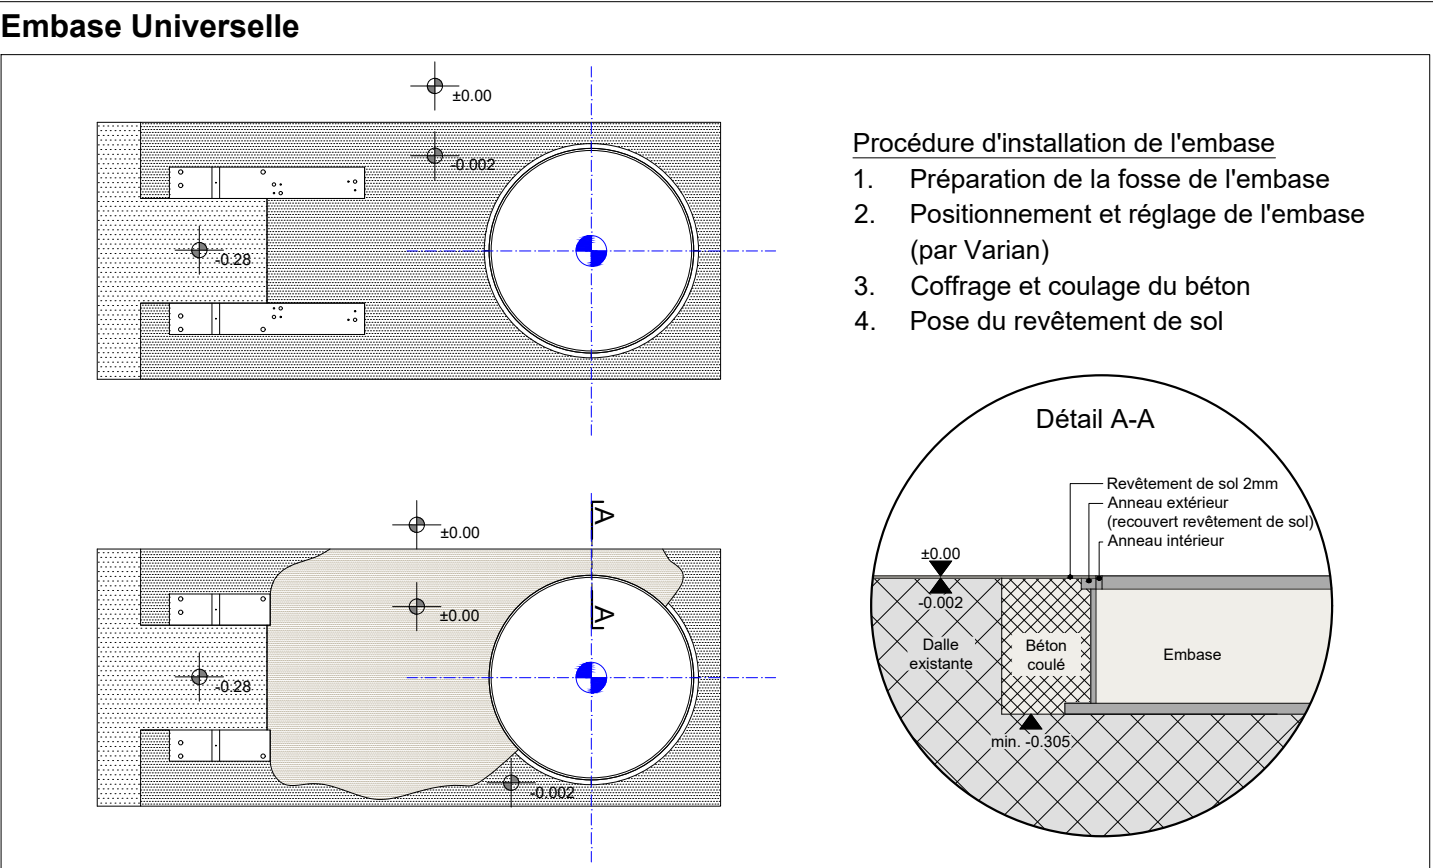 Embase Universelle
±0.00
-0.002
-0.28
Procédure d'installation de l'embase
1. Préparation de la fosse de l'embase
2. Positionnement et réglage de l'embase
(par Varian)
3. Coffrage et coulage du béton
4. Pose du revêtement de sol
A
±0.00
A
±0.00
-0.28
-0.002
Détail A-A
Revêtement de sol 2mm
Anneau extérieur
(recouvert revêtement de sol)
Anneau intérieur
±0.00
-0.002
Dalle
existante
Béton
coulé
Embase
min. -0.305